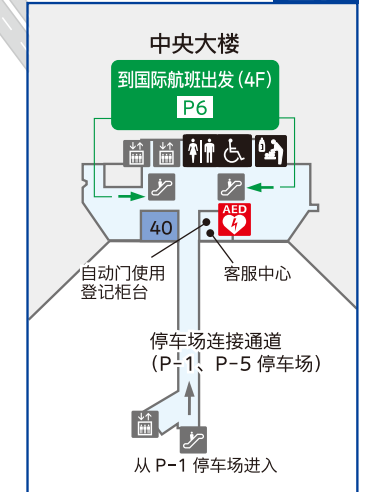 中央大楼
到国际航班出发(4F)
P6
AED
40
自动门使用
登记柜台
客服中心
停车场连接通道
(P-1、P-5 停车场)
从 P-1 停车场进入